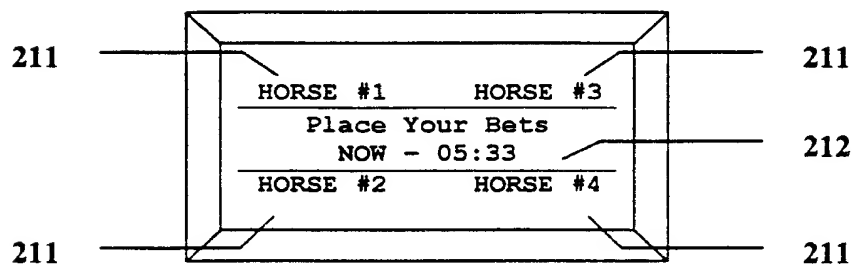 211 211
HORSE #1 HORSE #3
Place Your Bets
NOW - 05:33 212
HORSE #2 HORSE #4
211 211